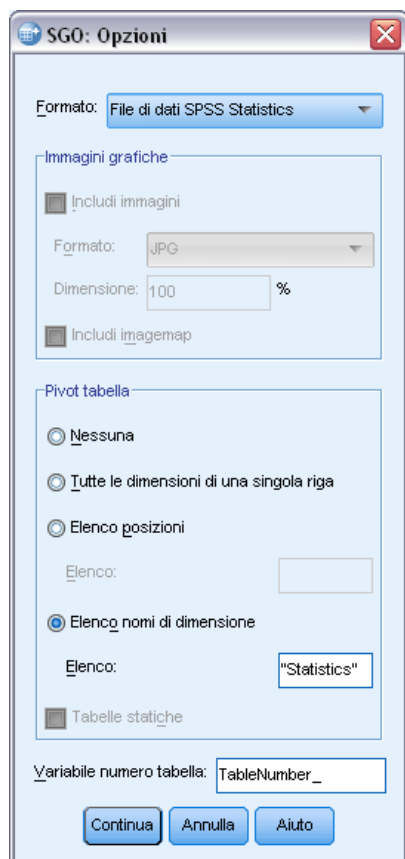 SGO: Opzioni
Formato: File di dati SPSS Statistics
Immagini grafiche
Includi immagini
Formato: JPG
Dimensione: 100 %
Includi imagemap
Pivot tabella
Nessuna
Tutte le dimensioni di una singola riga
Elenco posizioni
Elenco:
Elenco nomi di dimensione
Elenco: "Statistics"
Tabelle statiche
Variabile numero tabella: TableNumber_
Continua Annulla Aiuto